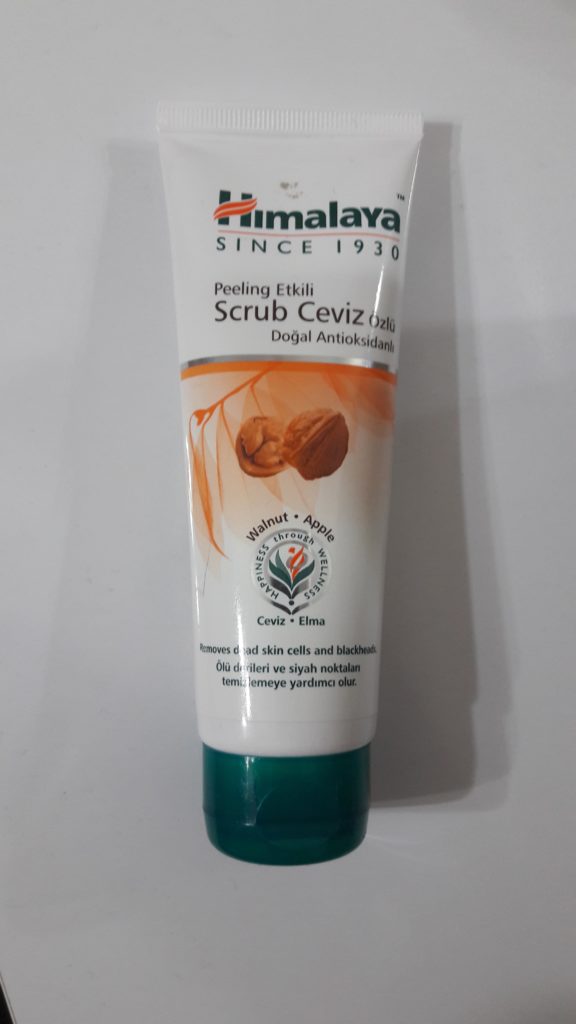 Himalaya™
SINCE 1930
Peeling Etkili
Scrub Ceviz Özlü
Doğal Antioksidanlı
Walnut • Apple
HAPPINESS through WELLNESS
Ceviz • Elma
Removes dead skin cells and blackheads.
Ölü derileri ve siyah noktaları
temizlemeye yardımcı olur.